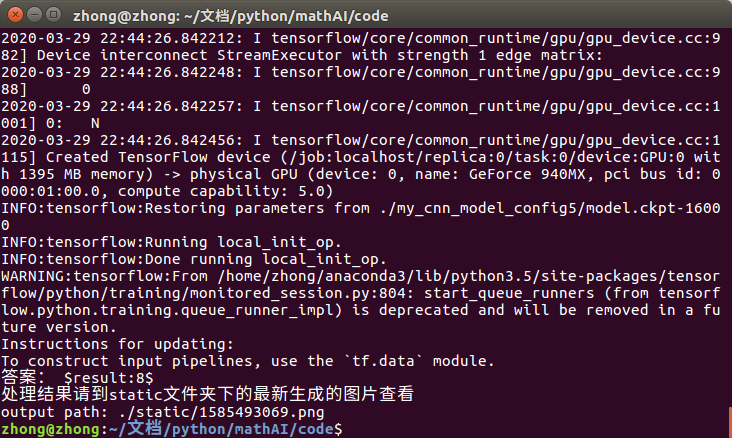 zhong@zhong: ~/文档/python/mathAI/code
2020-03-29 22:44:26.842212: I tensorflow/core/common_runtime/gpu/gpu_device.cc:9
82] Device interconnect StreamExecutor with strength 1 edge matrix:
2020-03-29 22:44:26.842248: I tensorflow/core/common_runtime/gpu/gpu_device.cc:9
88]      0
2020-03-29 22:44:26.842257: I tensorflow/core/common_runtime/gpu/gpu_device.cc:1
001] 0:   N
2020-03-29 22:44:26.842456: I tensorflow/core/common_runtime/gpu/gpu_device.cc:1
115] Created TensorFlow device (/job:localhost/replica:0/task:0/device:GPU:0 wit
h 1395 MB memory) -> physical GPU (device: 0, name: GeForce 940MX, pci bus id: 0
000:01:00.0, compute capability: 5.0)
INFO:tensorflow:Restoring parameters from ./my_cnn_model_config5/model.ckpt-1600
0
INFO:tensorflow:Running local_init_op.
INFO:tensorflow:Done running local_init_op.
WARNING:tensorflow:From /home/zhong/anaconda3/lib/python3.5/site-packages/tensor
flow/python/training/monitored_session.py:804: start_queue_runners (from tensorf
low.python.training.queue_runner_impl) is deprecated and will be removed in a fu
ture version.
Instructions for updating:
To construct input pipelines, use the `tf.data` module.
答案： $result:8$
处理结果请到static文件夹下的最新生成的图片查看
output path: ./static/1585493069.png
zhong@zhong:~/文档/python/mathAI/code$